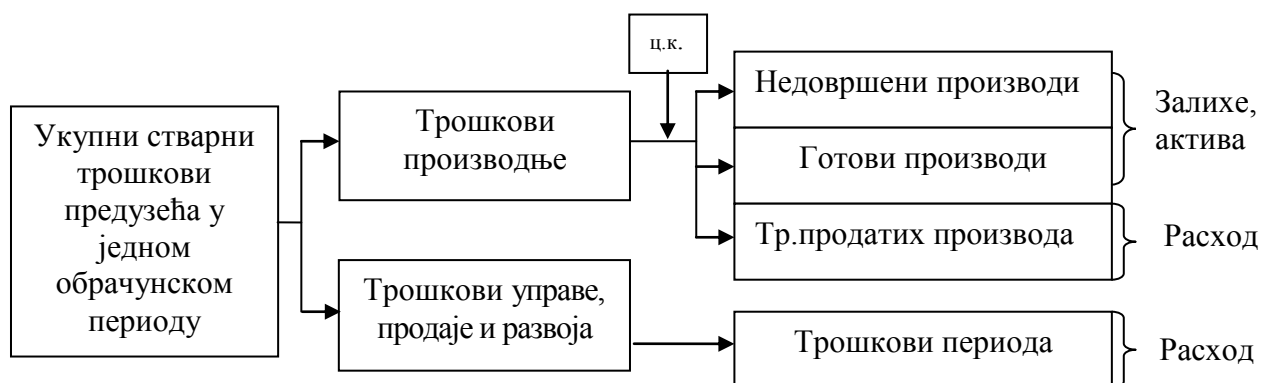 ц.к.
Укупни стварни
трошкови
предузећа у
једном
обрачунском
периоду
Трошкови
производње
Трошкови управе,
продаје и развоја
Недовршени производи
Готови производи
Тр.продатих производа
Трошкови периода
Залихе,
актива
Расход
Расход